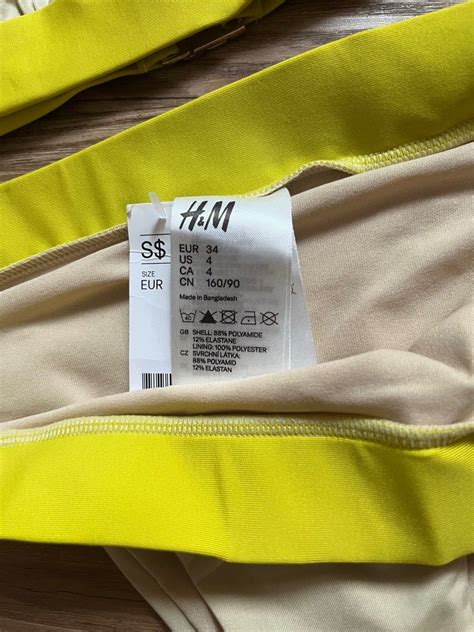 H&M
S$
SIZE
EUR
EUR 34
US 4
CA 4
CN 160/90
Made in Bangladesh
40
GB SHELL: 88% POLYAMIDE
12% ELASTANE
LINING: 100% POLYESTER
CZ SVRCHNÍ LÁTKA:
88% POLYAMID
12% ELASTAN